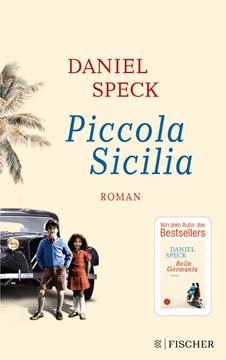 DANIEL
SPECK
Piccola
Sicilia
ROMAN
Von dem Autor des
Bestsellers
DANIEL
SPECK
Bella
Germania
FISCHER